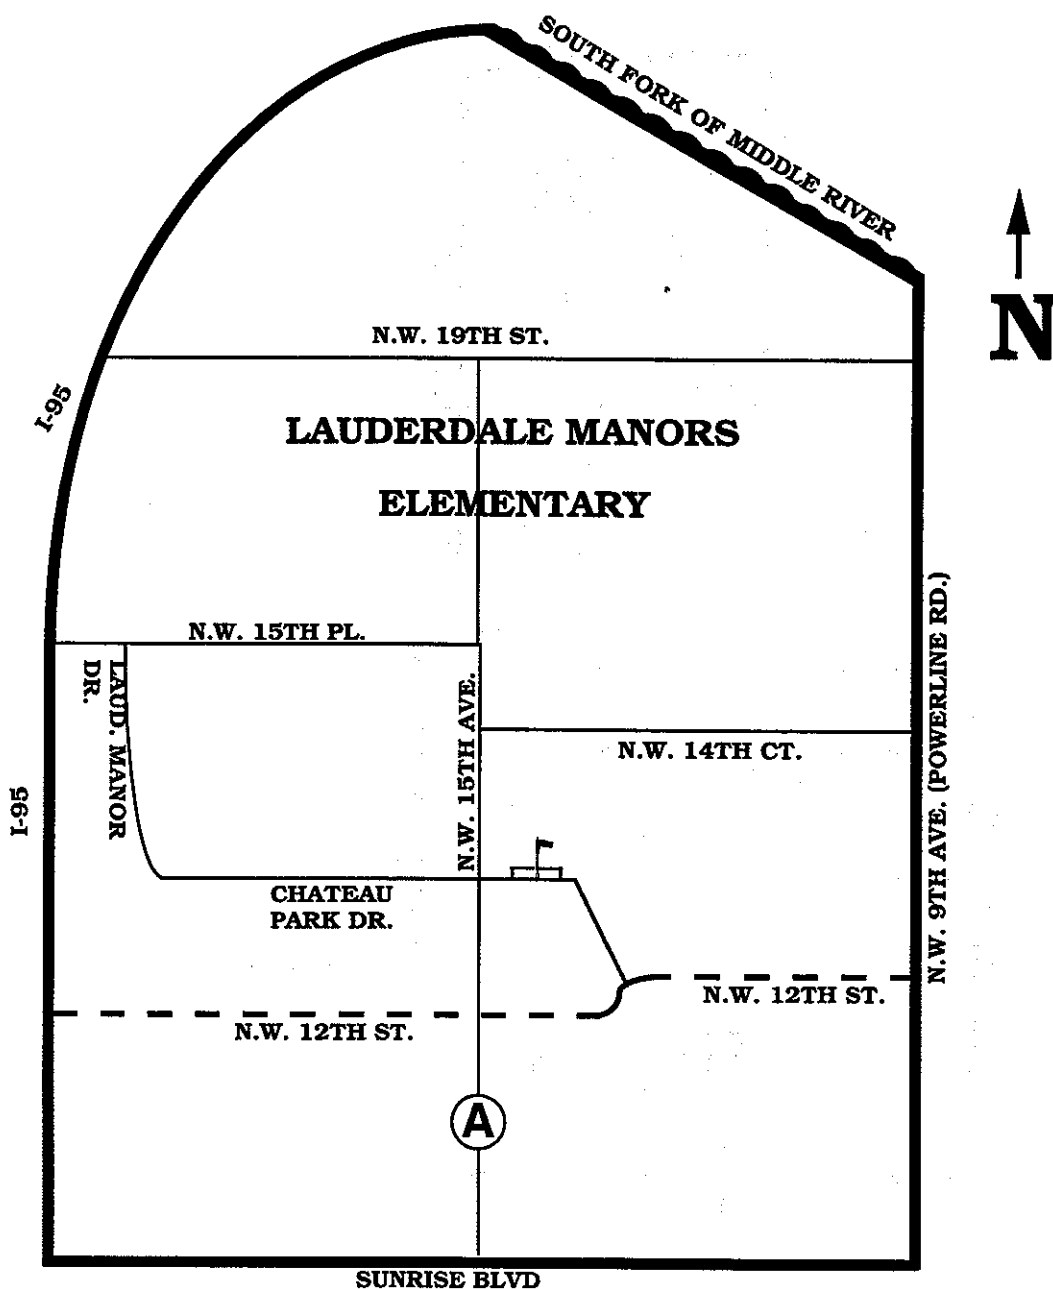 SOUTH FORK OF MIDDLE RIVER
N
N.W. 19TH ST.
I-95
LAUDERDALE MANORS
ELEMENTARY
N.W. 15TH PL.
LAUD. MANOR
DR.
N.W. 15TH AVE.
N.W. 14TH CT.
N.W. 9TH AVE. (POWERLINE RD.)
I-95
CHATEAU
PARK DR.
N.W. 12TH ST.
N.W. 12TH ST.
A
SUNRISE BLVD